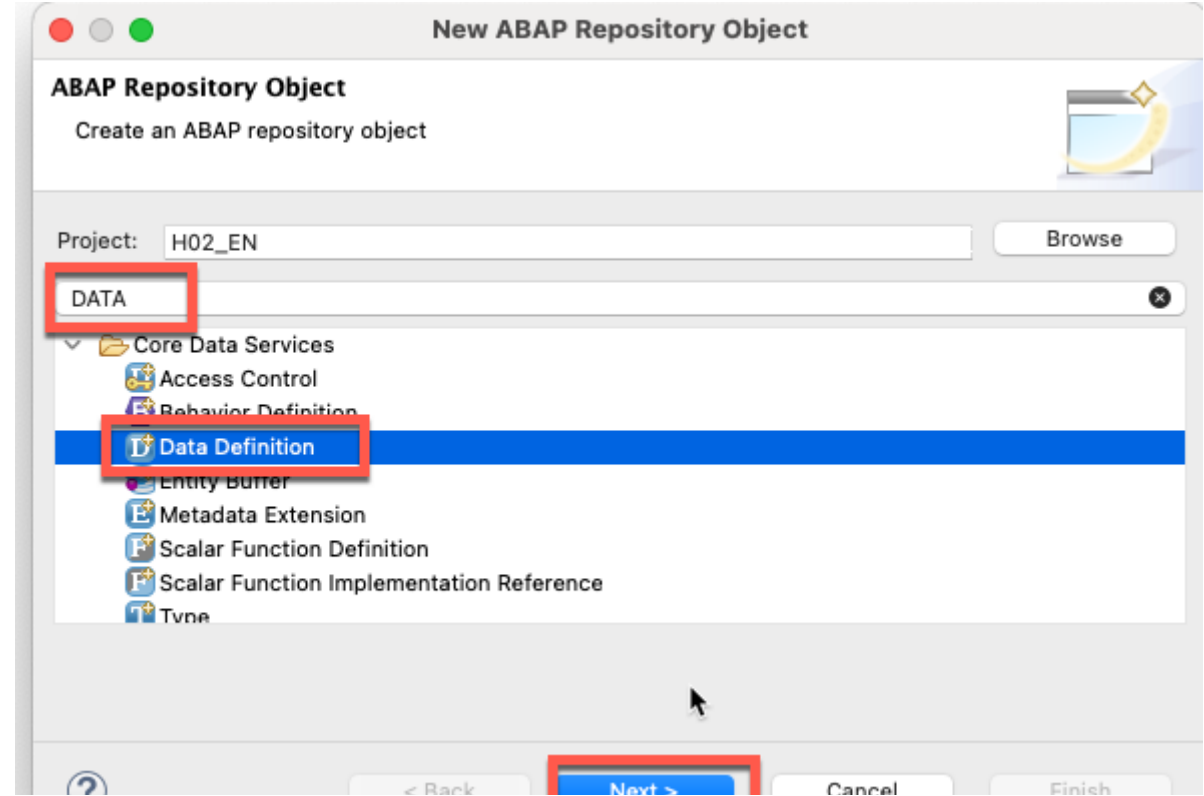 New ABAP Repository Object
ABAP Repository Object
Create an ABAP repository object
Project: H02_EN Browse
DATA
Core Data Services
Access Control
Behavior Definition
Data Definition
Entity Buffer
Metadata Extension
Scalar Function Definition
Scalar Function Implementation Reference
Type
? < Back Next > Cancel Finish